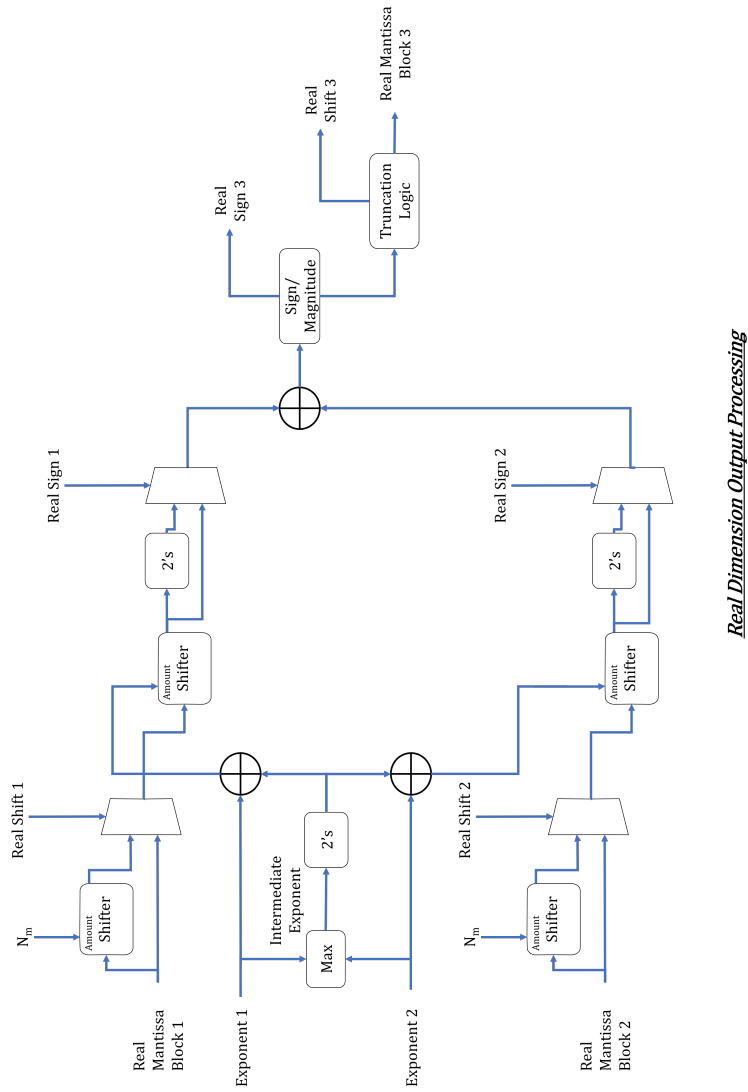 Real
Mantissa
Block 1
N_m
Amount
Shifter
Real Shift 1
Amount
Shifter
2's
Real Sign 1
Exponent 1
Max
Intermediate
Exponent
2's
Exponent 2
Sign/
Magnitude
Real
Sign 3
Truncation
Logic
Real
Shift 3
Real Mantissa
Block 3
Real
Mantissa
Block 2
N_m
Amount
Shifter
Real Shift 2
Amount
Shifter
2's
Real Sign 2
Real Dimension Output Processing